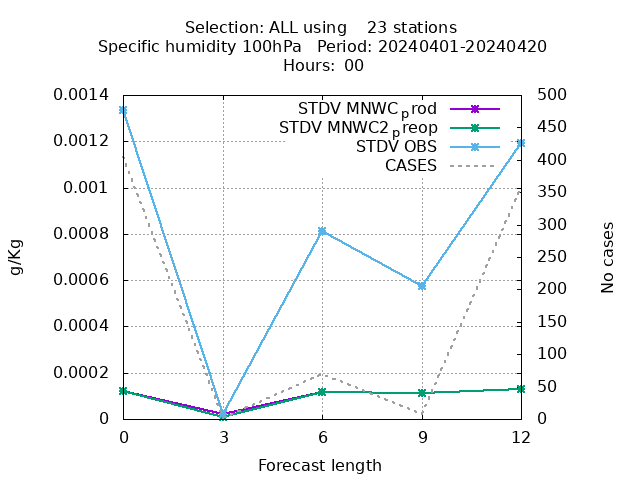 Selection: ALL using    23 stations
Specific humidity 100hPa   Period: 20240401-20240420
Hours:  00
STDV MNWCprod
STDV MNWC2preop
STDV OBS
CASES
0.0014
0.0012
0.001
0.0008
0.0006
0.0004
0.0002
0
g/Kg
500
450
400
350
300
250
200
150
100
50
0
No cases
0 3 6 9 12
Forecast length